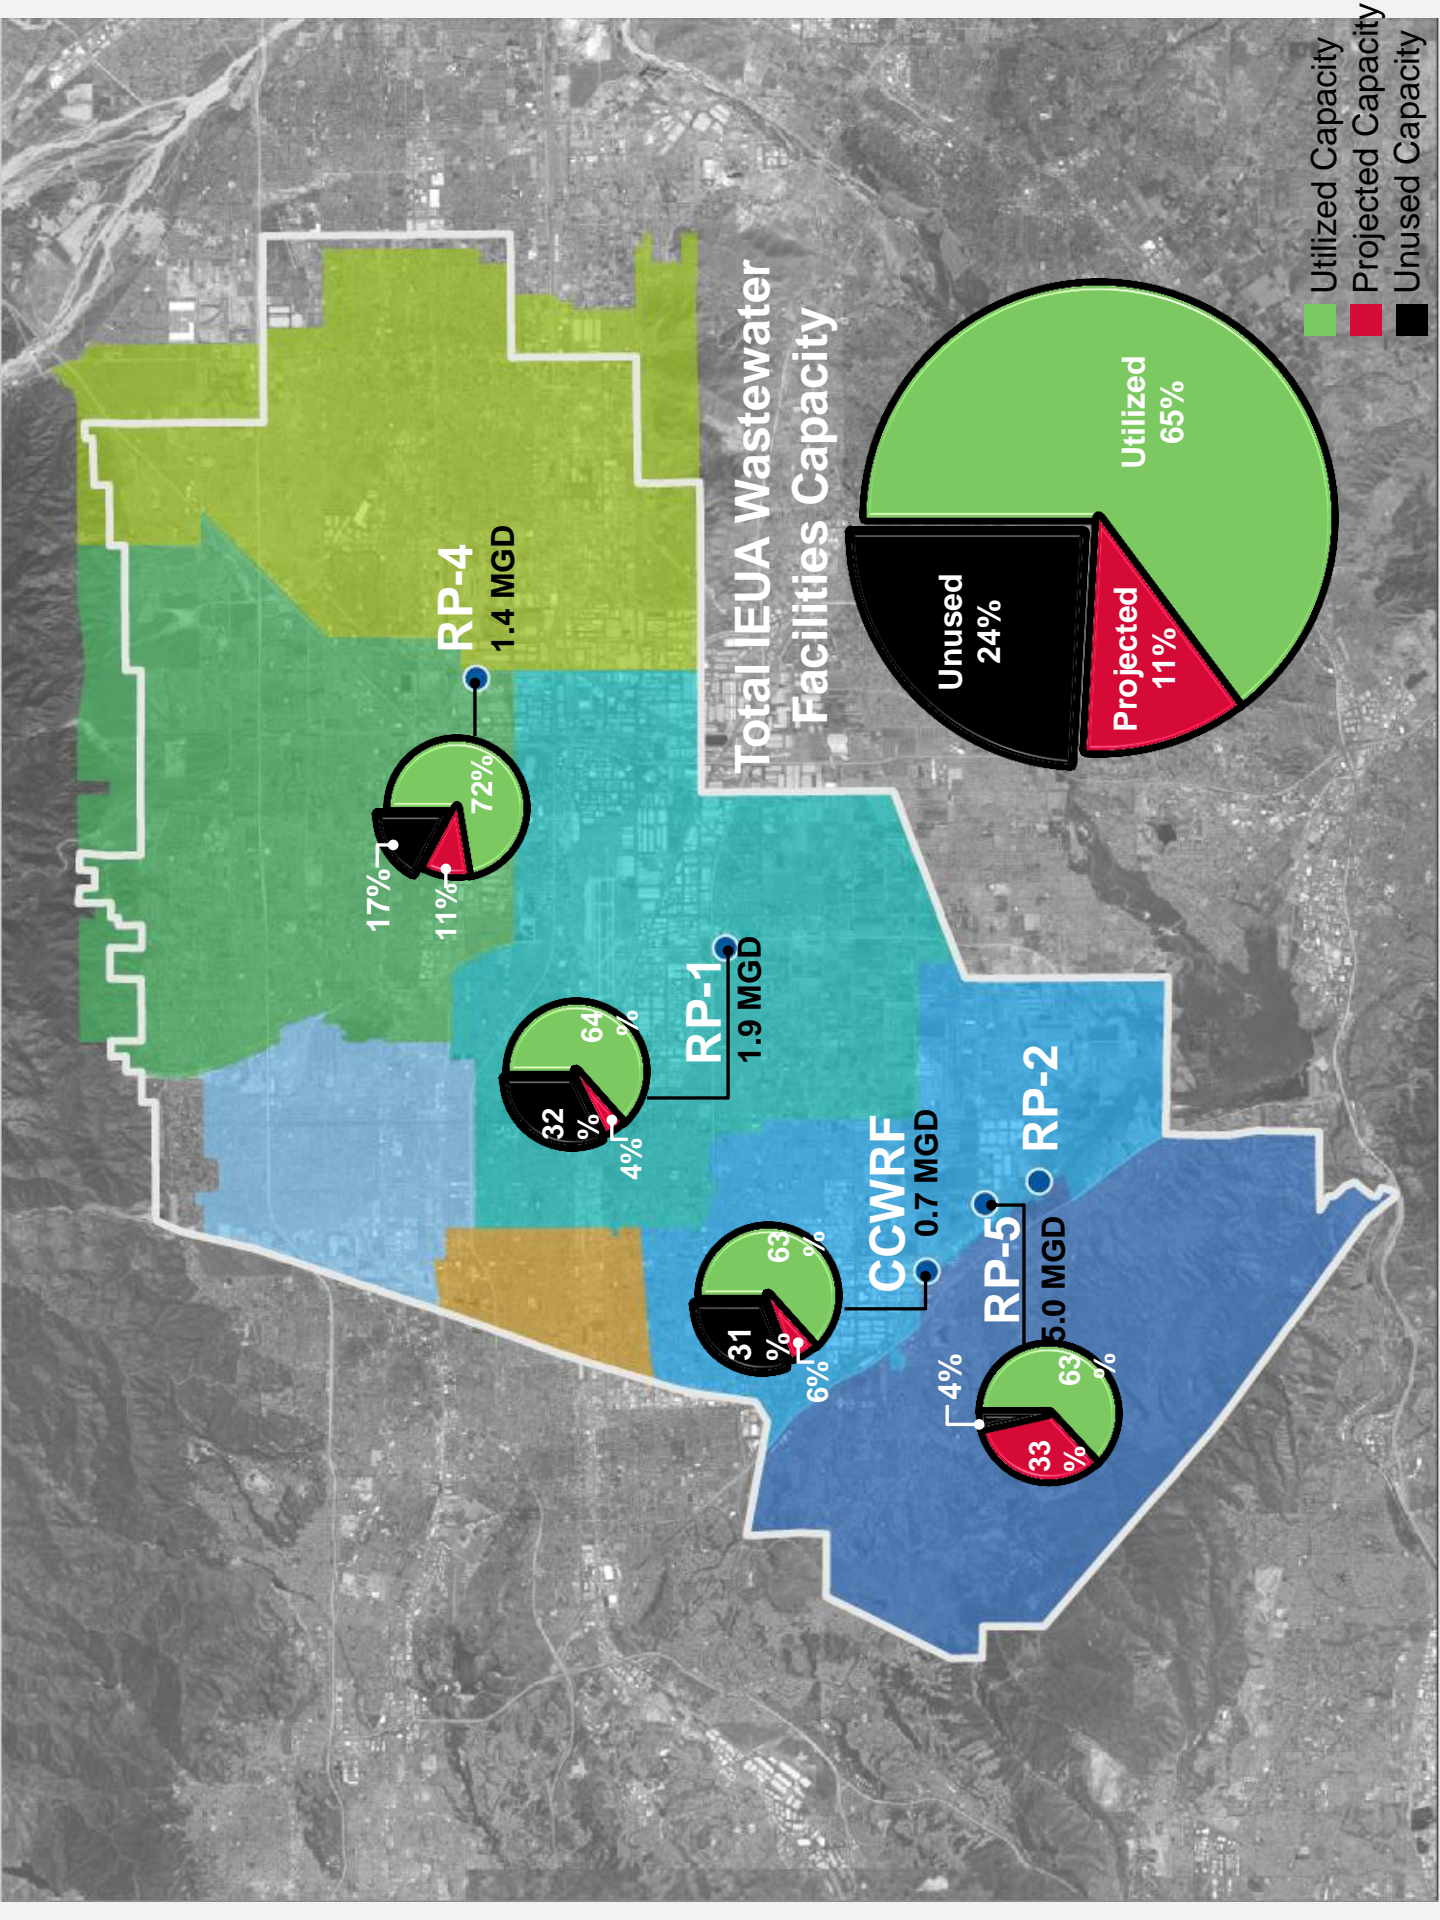 RP-4
1.4 MGD
72%
17%
11%
RP-1
1.9 MGD
64
%
32
%
4%
CCWRF
0.7 MGD
63
%
31
%
6%
RP-2
RP-5
5.0 MGD
63
%
33
%
4%
Total IEUA Wastewater
Facilities Capacity
Utilized
65%
Unused
24%
Projected
11%
Utilized Capacity
Projected Capacity
Unused Capacity